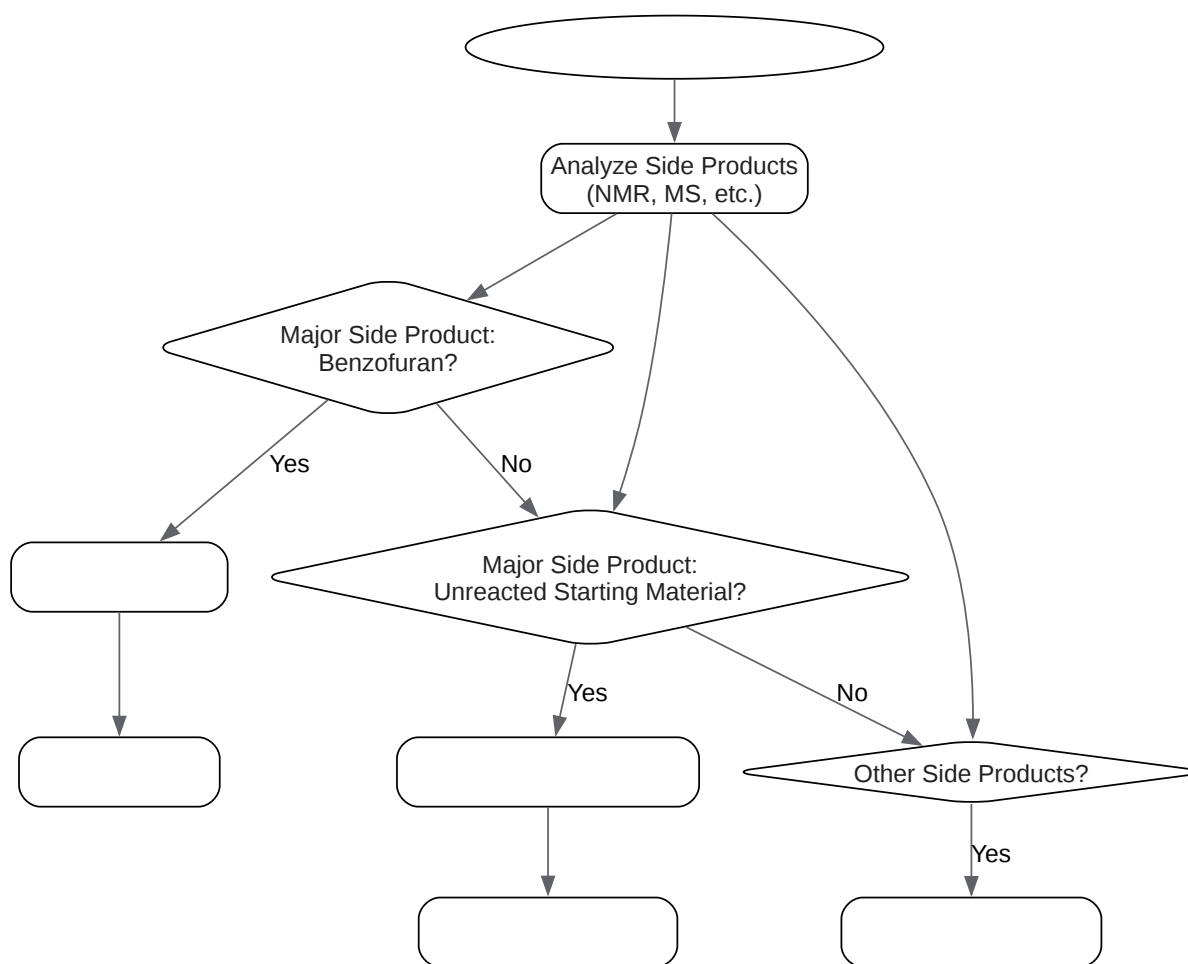 Analyze Side Products
(NMR, MS, etc.)
Major Side Product:
Benzofuran?
Yes
No
Major Side Product:
Unreacted Starting Material?
Yes
No
Other Side Products?
Yes